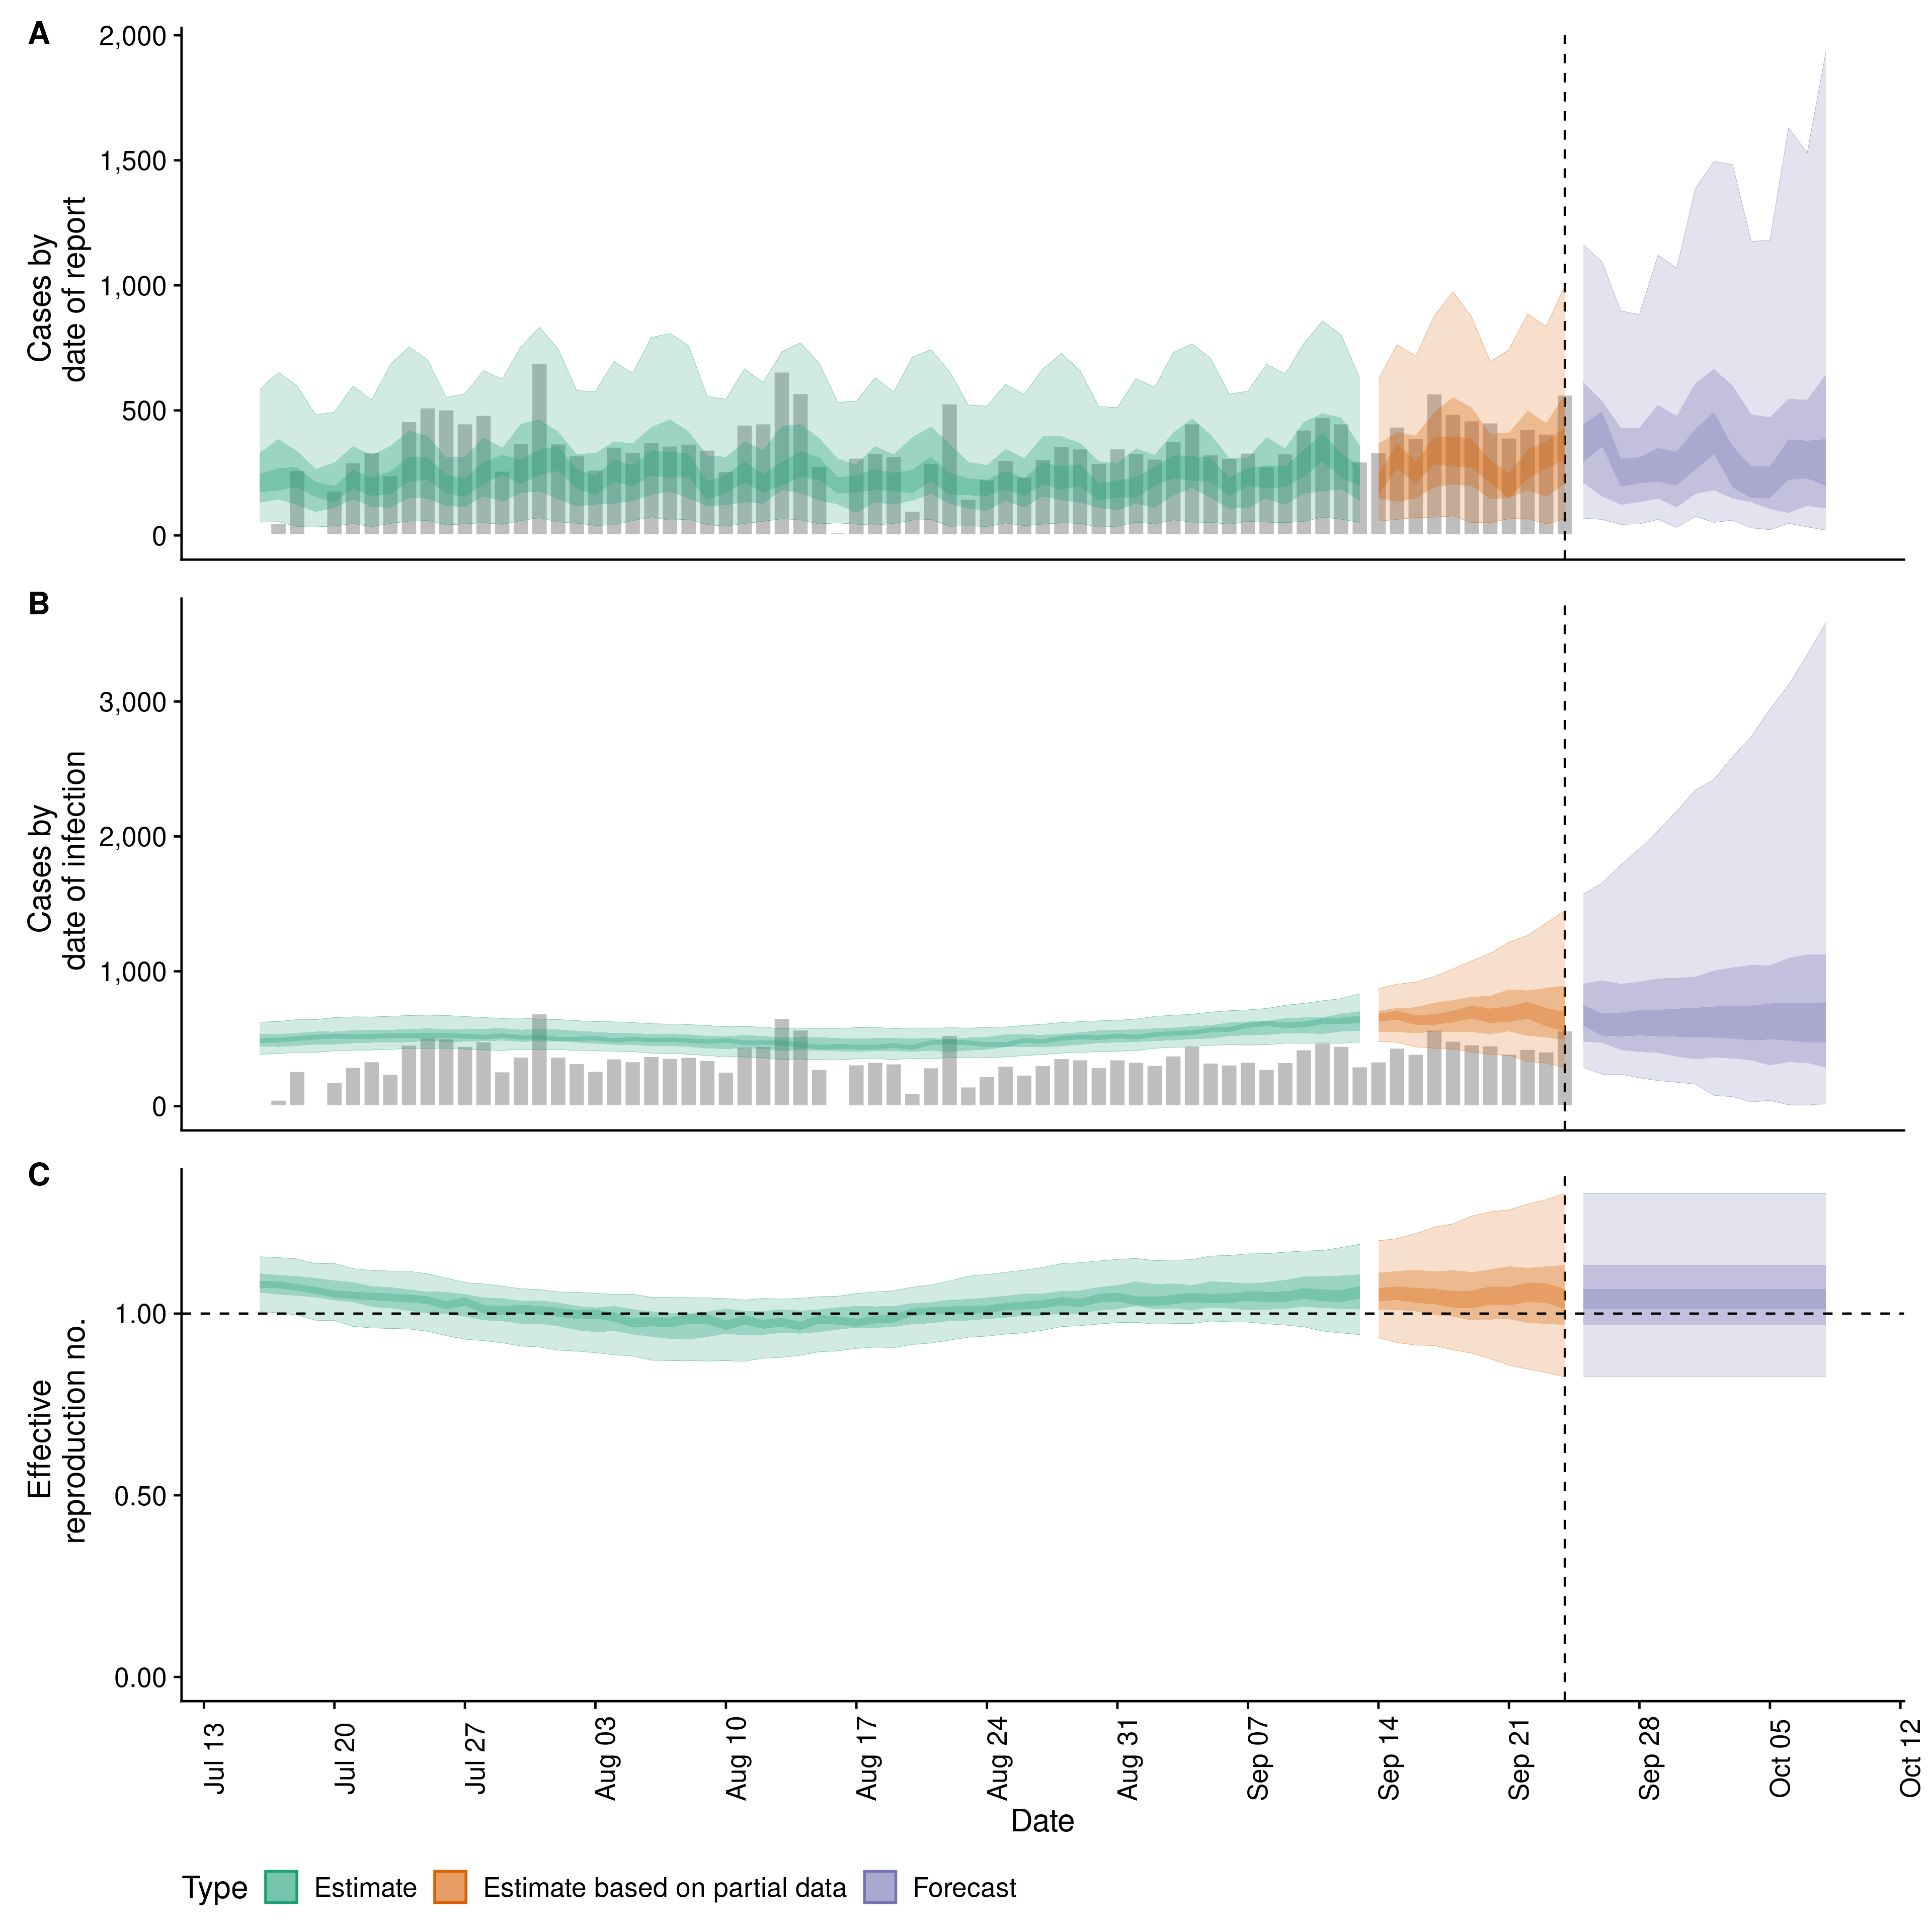 A
2,000
1,500
1,000
500
0
Cases by
date of report
B
3,000
2,000
1,000
0
Cases by
date of infection
C
1.00
0.50
0.00
Effective
reproduction no.
Jul 13
Jul 20
Jul 27
Aug 03
Aug 10
Aug 17
Aug 24
Aug 31
Sep 07
Sep 14
Sep 21
Sep 28
Oct 05
Oct 12
Date
Type Estimate Estimate based on partial data Forecast